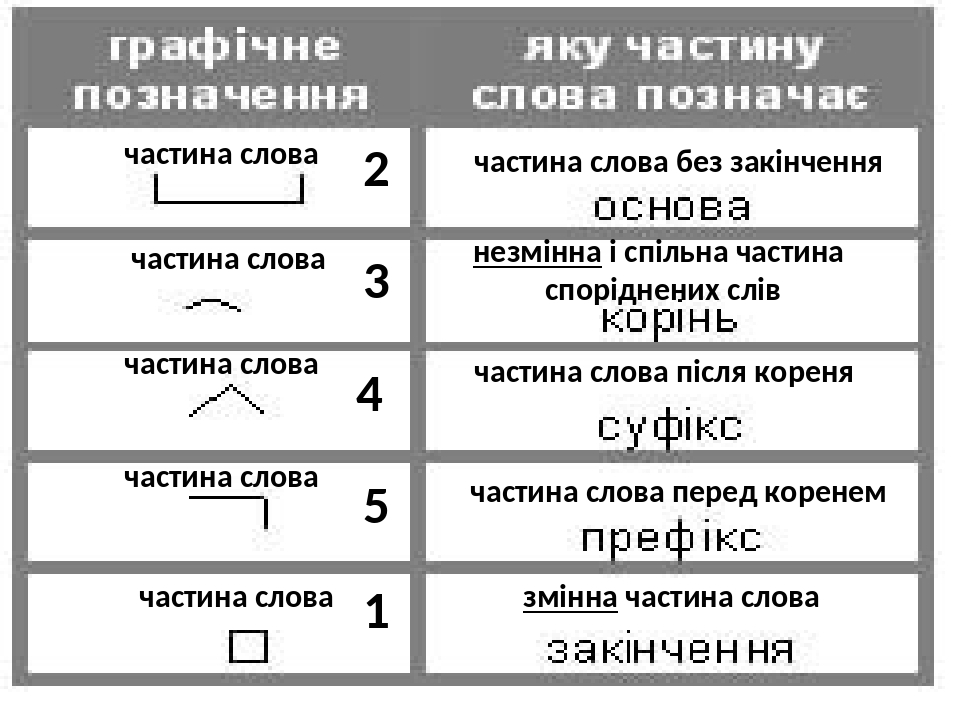 графічне
позначення
яку частину
слова позначає
частина слова
2
частина слова без закінчення
основа
частина слова
3
незмінна і спільна частина
споріднених слів
корінь
частина слова
4
частина слова після кореня
суфікс
частина слова
5
частина слова перед коренем
префікс
частина слова
1
змінна частина слова
закінчення